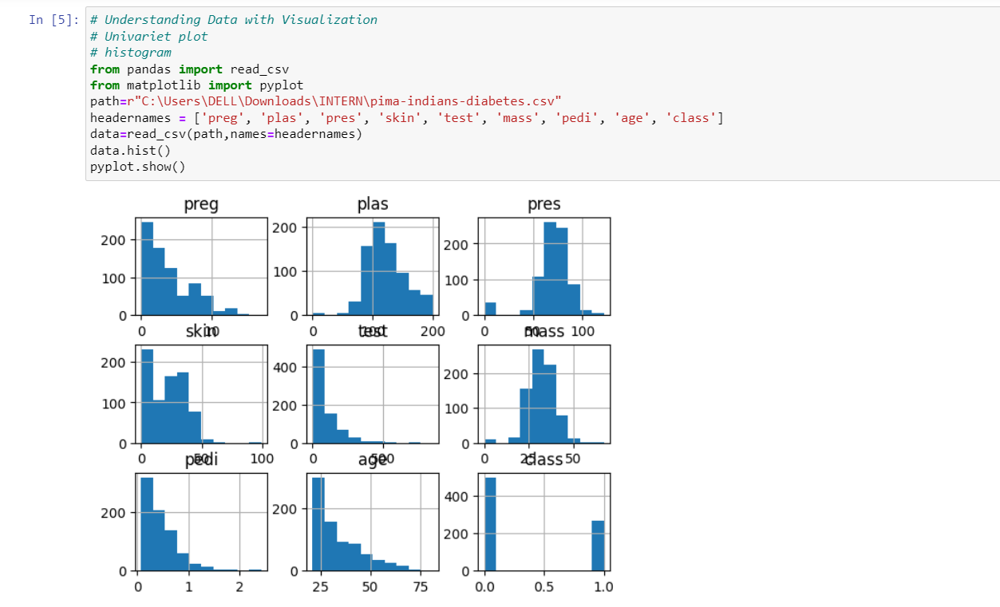 In [5]: # Understanding Data with Visualization
# Univariet plot
# histogram
from pandas import read_csv
from matplotlib import pyplot
path=r"C:\Users\DELL\Downloads\INTERN\pima-indians-diabetes.csv"
headernames = ['preg', 'plas', 'pres', 'skin', 'test', 'mass', 'pedi', 'age', 'class']
data=read_csv(path,names=headernames)
data.hist()
pyplot.show()
preg plas pres
200 200 200
100 100 100
0 0 0
0 10 0 100 200 0 50 100
skin test mass
200 400 200
100 200 100
0 0 0
0 50 100 0 500 0 25 50
pedi age class
200 200 400
200
0 0 0
0 1 2 25 50 75 0.0 0.5 1.0